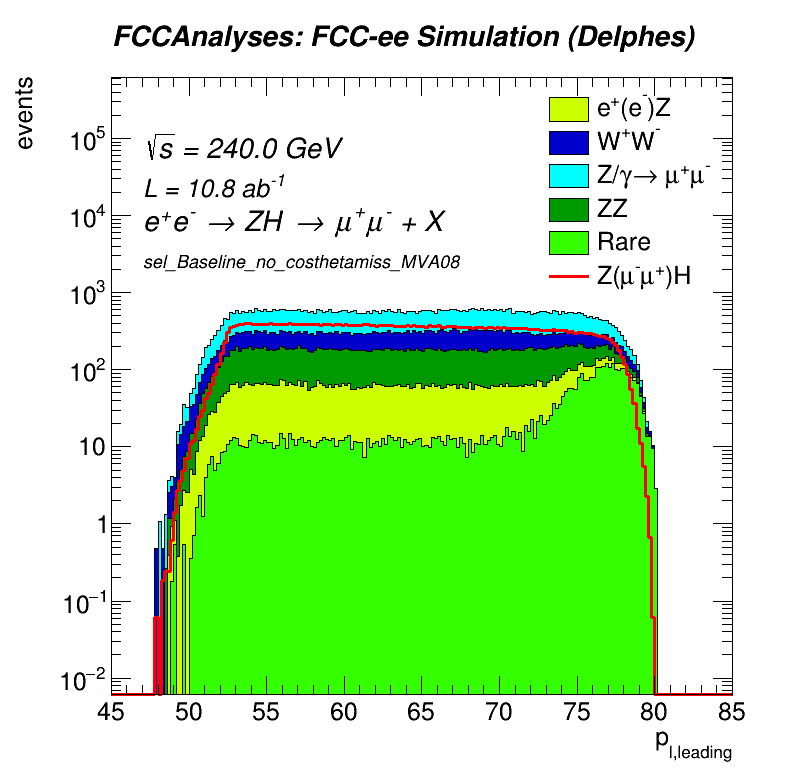 FCCAnalyses: FCC-ee Simulation (Delphes)
events
√s = 240.0 GeV
L = 10.8 ab⁻¹
e⁺e⁻ → ZH → μ⁺μ⁻ + X
sel_Baseline_no_costhetamiss_MVA08
e⁺(e⁻)Z
W⁺W⁻
Z/γ→ μ⁺μ⁻
ZZ
Rare
Z(μ⁻μ⁺)H
10⁵
10⁴
10³
10²
10
1
10⁻¹
10⁻²
45 50 55 60 65 70 75 80 85
p_l,leading